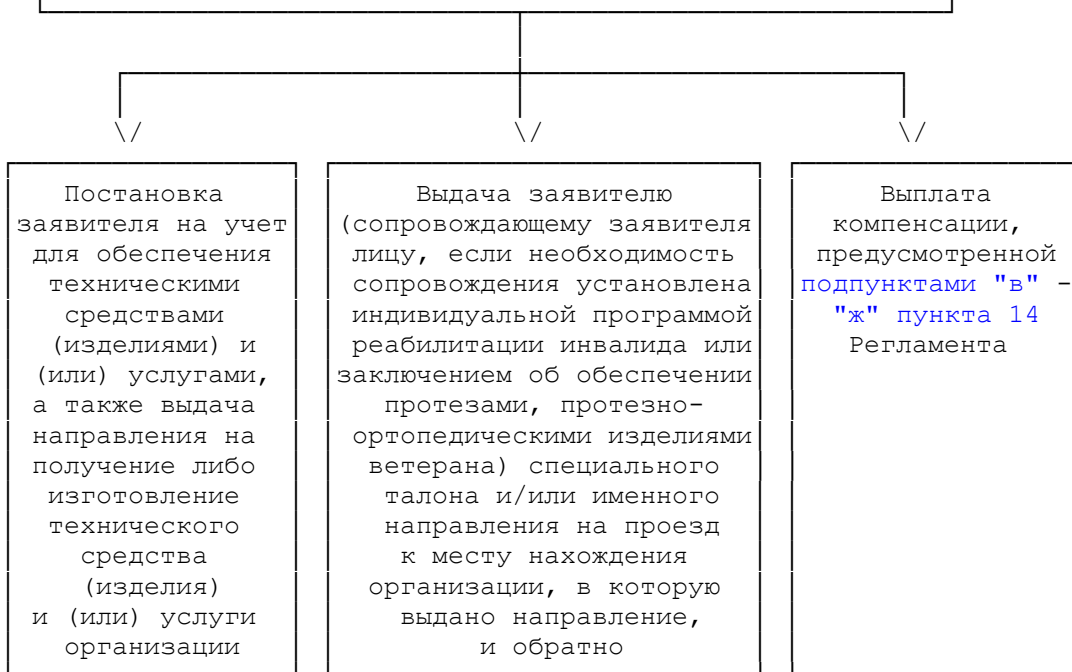 Постановка
заявителя на учет
для обеспечения
техническими
средствами
(изделиями) и
(или) услугами,
а также выдача
направления на
получение либо
изготовление
технического
средства
(изделия)
и (или) услуги
организации
Выдача заявителю
(сопровождающему заявителя
лицу, если необходимость
сопровождения установлена
индивидуальной программой
реабилитации инвалида или
заключением об обеспечении
протезами, протезно-
ортопедическими изделиями
ветерана) специального
талона и/или именного
направления на проезд
к месту нахождения
организации, в которую
выдано направление,
и обратно
Выплата
компенсации,
предусмотренной
подпунктами "в" -
"ж" пункта 14
Регламента